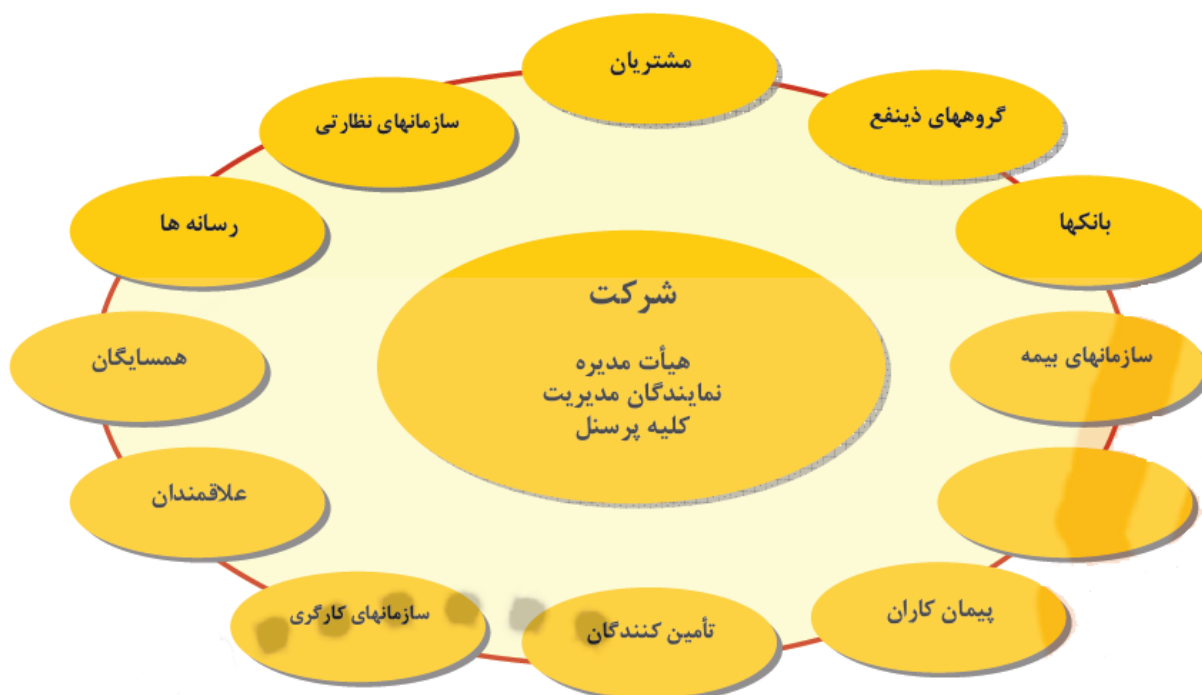 مشتریان
گروههای ذینفع
سازمانهای نظارتی
بانکها
رسانه ها
شرکت
سازمانهای بیمه
همسایگان
هیأت مدیره
نمایندگان مدیریت
کلیه پرسنل
علاقمندان
پیمان کاران
سازمانهای کارگری
تأمین کنندگان